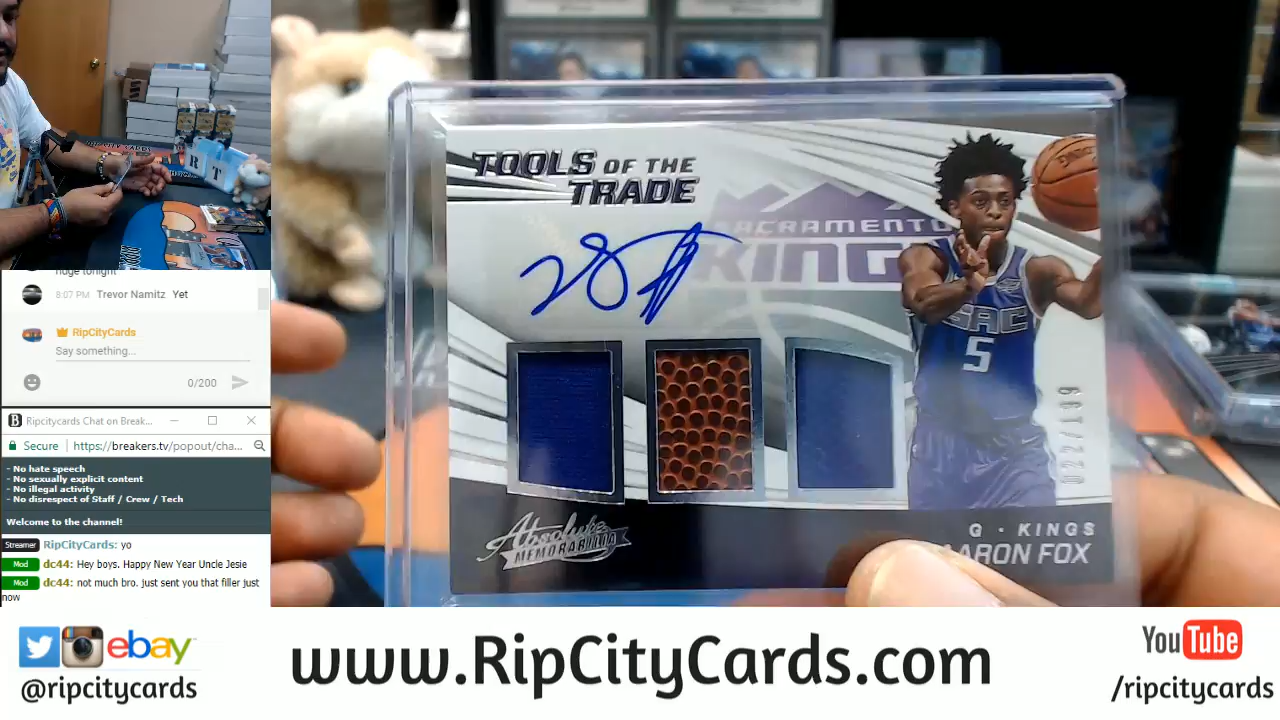 huge tonight
8:07 PM Trevor Namitz Yet
RipCityCards
Say something...
0/200
Ripcitycards Chat on Break...
Secure https://breakers.tv/popout/cha...
- No hate speech
- No sexually explicit content
- No illegal activity
- No disrespect of Staff / Crew / Tech
Welcome to the channel!
Streamer RipCityCards: yo
Mod dc44: Hey boys. Happy New Year Uncle Jesie
Mod dc44: not much bro. just sent you that filler just
now
R T
TOOLS OF THE
TRADE
SACRAMENTO
KING
SAC
5
022/199
Absolute
MEMORABILIA
G · KINGS
AARON FOX
ebay
@ripcitycards
www.RipCityCards.com
YouTube
/ripcitycards